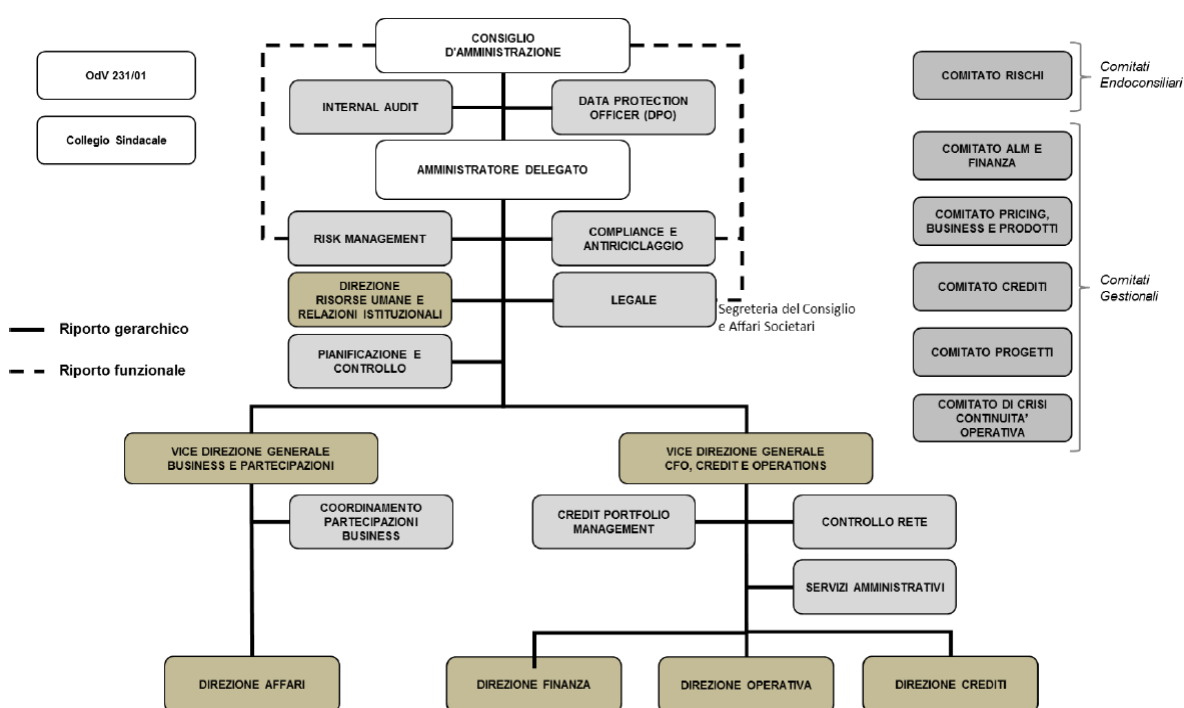 CONSIGLIO
D'AMMINISTRAZIONE
OdV 231/01
Collegio Sindacale
INTERNAL AUDIT
DATA PROTECTION
OFFICER (DPO)
AMMINISTRATORE DELEGATO
RISK MANAGEMENT
COMPLIANCE E
ANTIRICICLAGGIO
DIREZIONE
RISORSE UMANE E
RELAZIONI ISTITUZIONALI
LEGALE
Segreteria del Consiglio
e Affari Societari
PIANIFICAZIONE E
CONTROLLO
Riporto gerarchico
Riporto funzionale
COMITATO RISCHI
Comitati
Endoconsiliari
COMITATO ALM E
FINANZA
COMITATO PRICING,
BUSINESS E PRODOTTI
COMITATO CREDITI
COMITATO PROGETTI
COMITATO DI CRISI
CONTINUITA'
OPERATIVA
Comitati
Gestionali
VICE DIREZIONE GENERALE
BUSINESS E PARTECIPAZIONI
VICE DIREZIONE GENERALE
CFO, CREDIT E OPERATIONS
COORDINAMENTO
PARTECIPAZIONI
BUSINESS
CREDIT PORTFOLIO
MANAGEMENT
CONTROLLO RETE
SERVIZI AMMINISTRATIVI
DIREZIONE AFFARI
DIREZIONE FINANZA
DIREZIONE OPERATIVA
DIREZIONE CREDITI